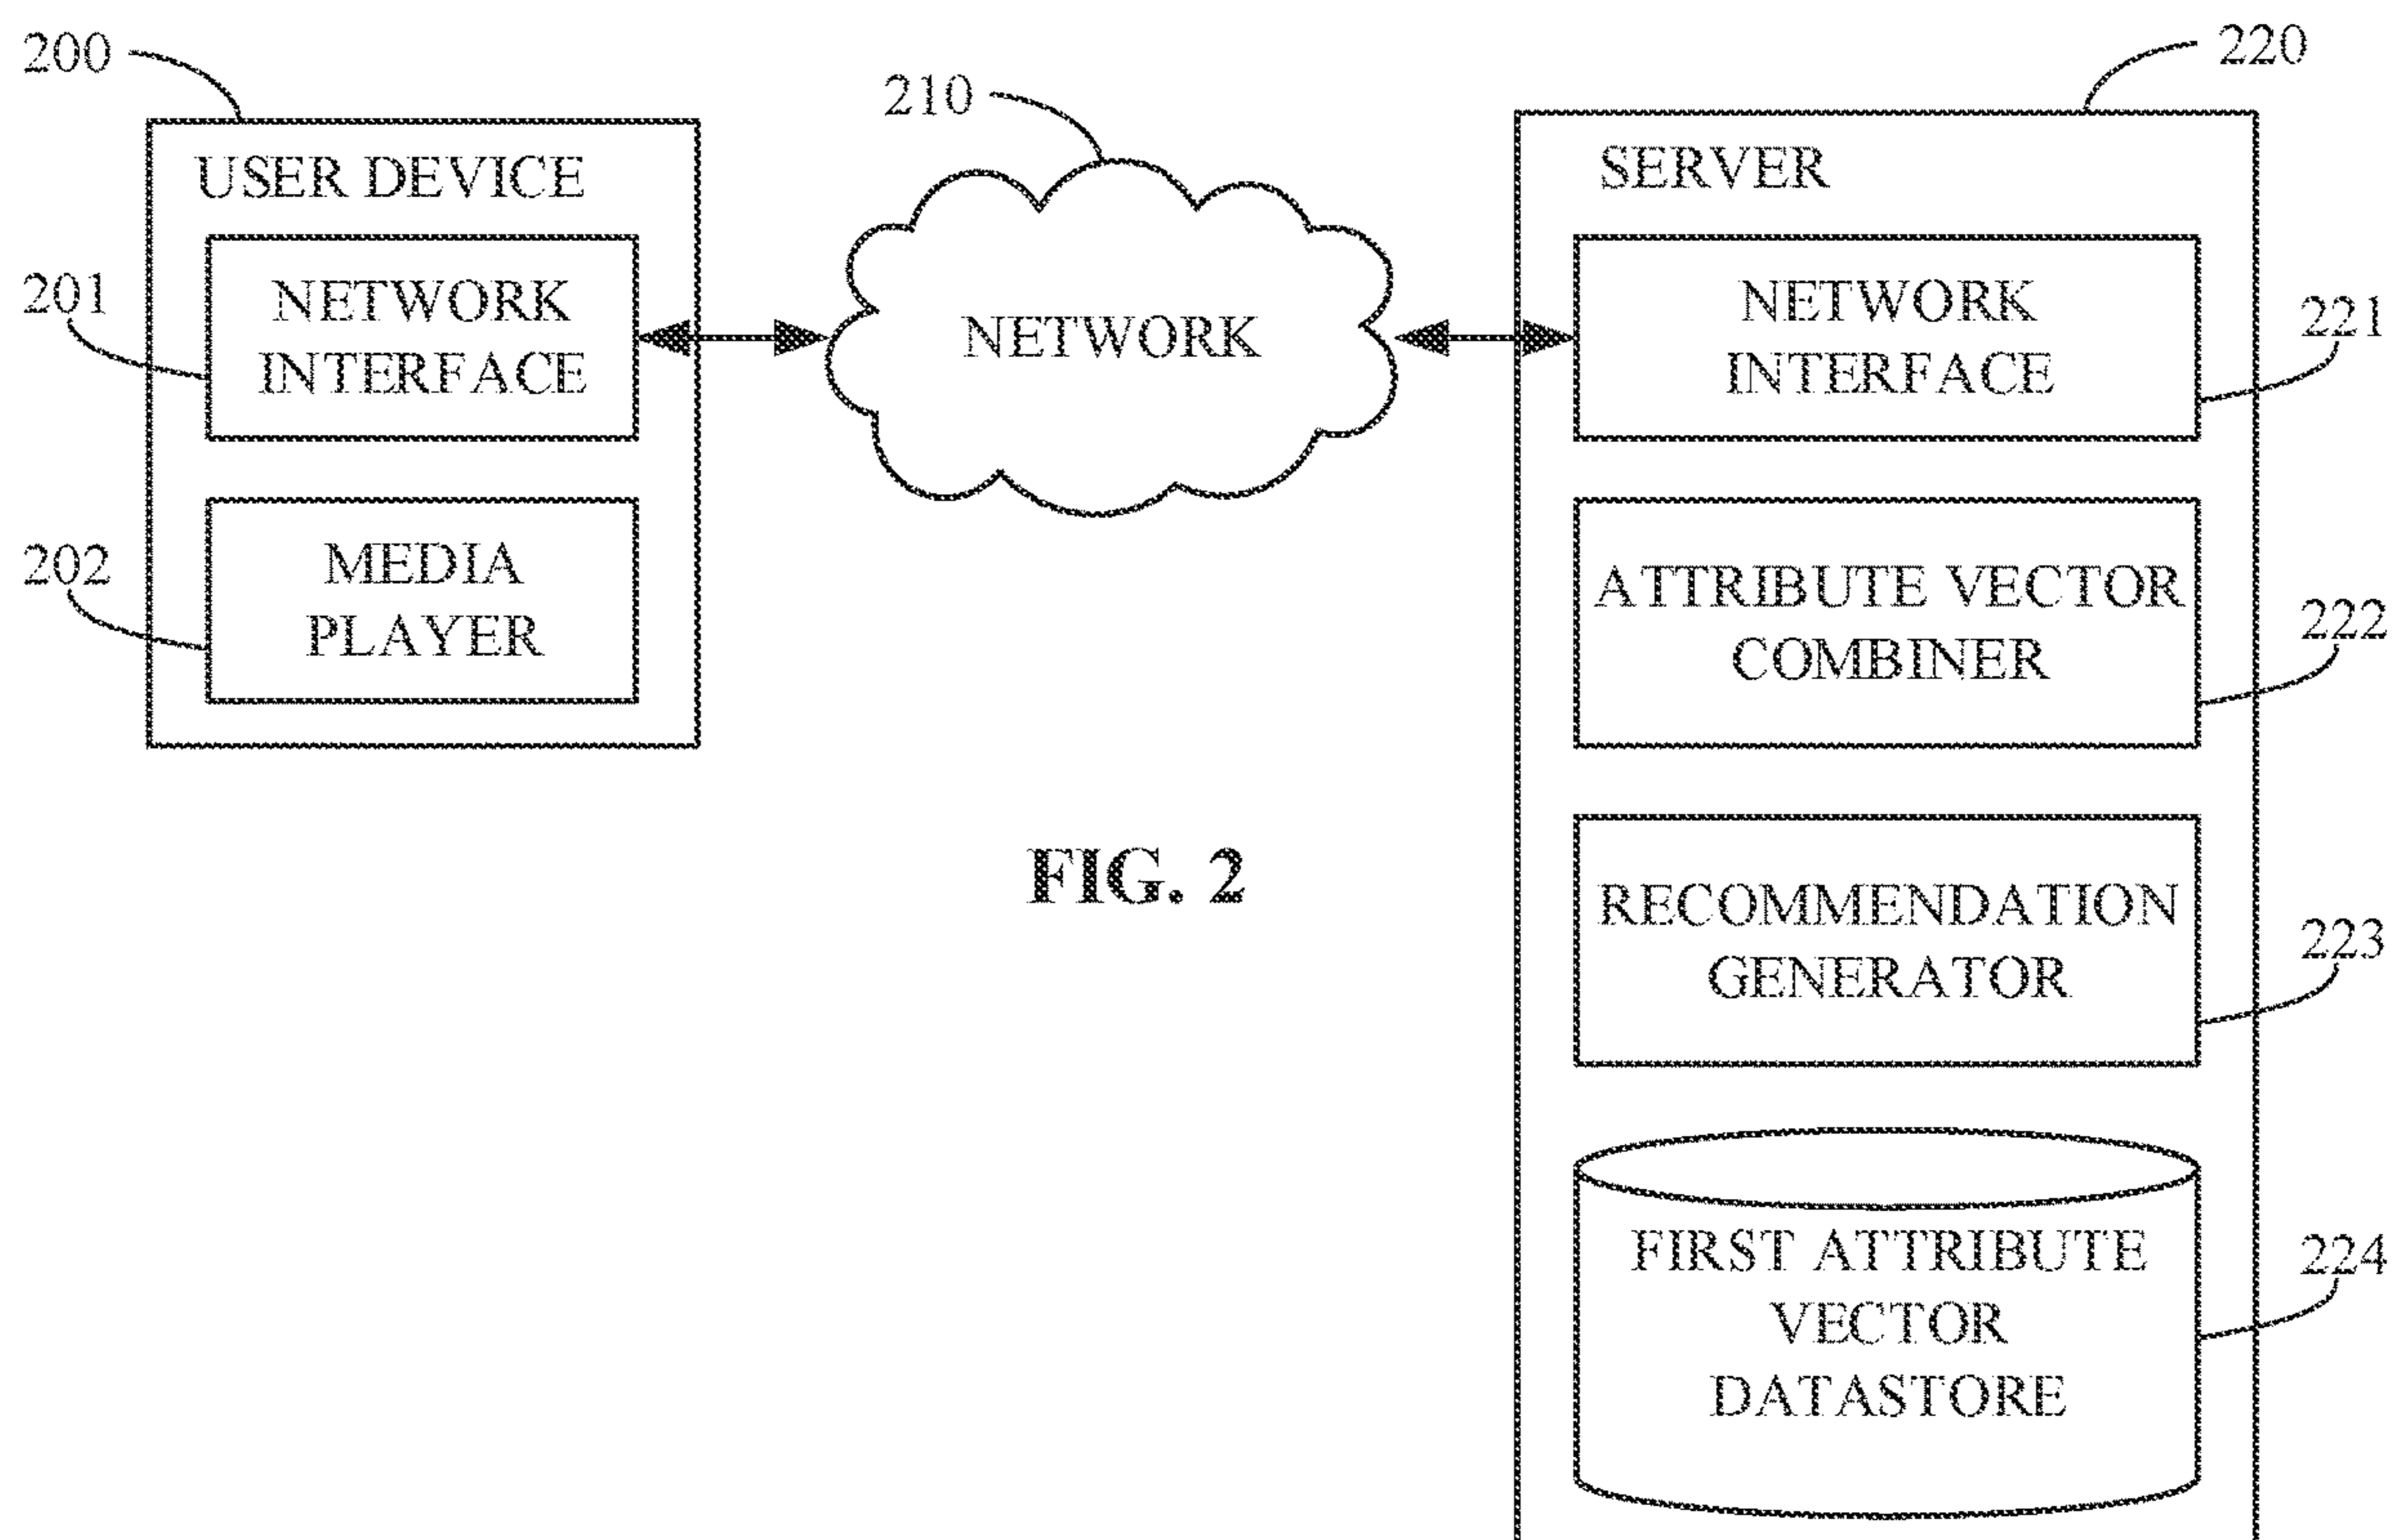 200
USER DEVICE
201
NETWORK
INTERFACE
202
MEDIA
PLAYER
210
NETWORK
FIG. 2
220
SERVER
NETWORK
INTERFACE
221
ATTRIBUTE VECTOR
COMBINER
222
RECOMMENDATION
GENERATOR
223
FIRST ATTRIBUTE
VECTOR
DATASTORE
224